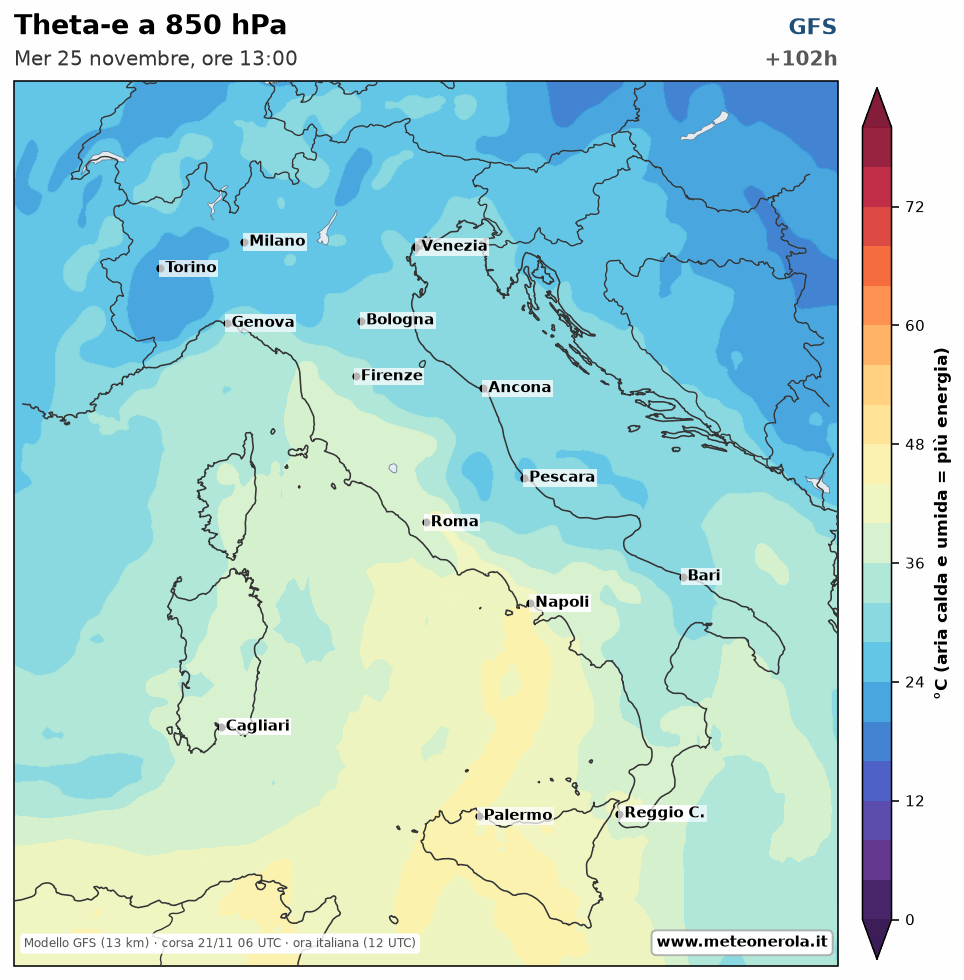 Theta-e a 850 hPa
GFS
Mer 25 novembre, ore 13:00
+102h
Milano
Venezia
Torino
Genova
Bologna
Firenze
Ancona
Pescara
Roma
Bari
Napoli
Cagliari
Palermo
Reggio C.
72
60
48
36
24
12
0
°C (aria calda e umida = più energia)
Modello GFS (13 km) · corsa 21/11 06 UTC · ora italiana (12 UTC)
www.meteonerola.it